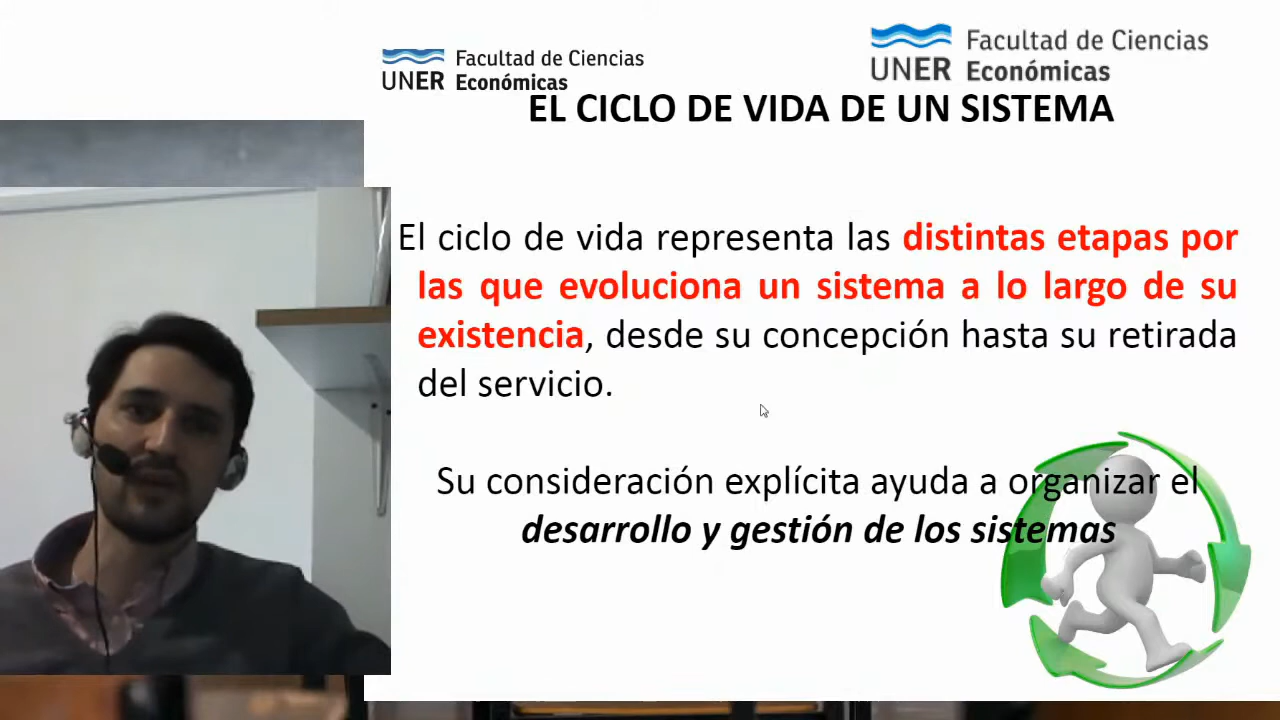 Facultad de Ciencias
UNER Económicas
Facultad de Ciencias
UNER Económicas
EL CICLO DE VIDA DE UN SISTEMA
El ciclo de vida representa las distintas etapas por
las que evoluciona un sistema a lo largo de su
existencia, desde su concepción hasta su retirada
del servicio.
Su consideración explícita ayuda a organizar el
desarrollo y gestión de los sistemas